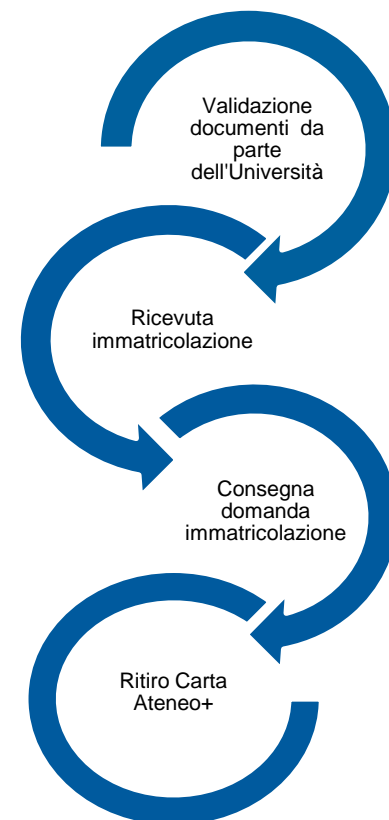 Validazione
documenti da
parte
dell'Università
Ricevuta
immatricolazione
Consegna
domanda
immatricolazione
Ritiro Carta
Ateneo+